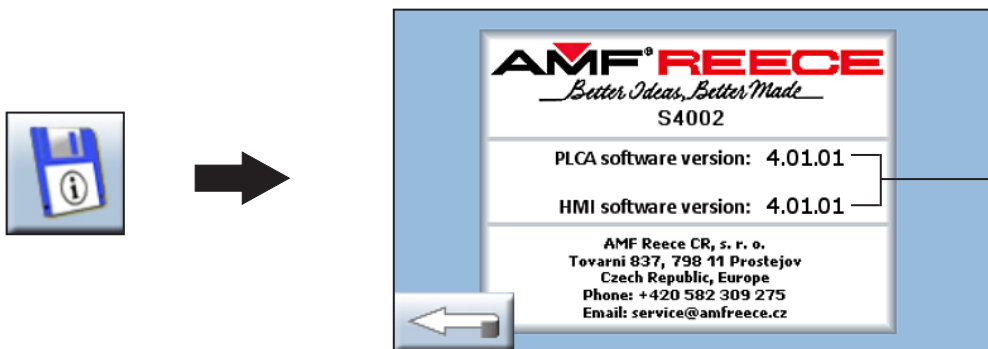 AMF® REECE
Better Ideas, Better Made
S4002
PLCA software version: 4.01.01
HMI software version: 4.01.01
AMF Reece CR, s. r. o.
Tovarni 837, 798 11 Prostejov
Czech Republic, Europe
Phone: +420 582 309 275
Email: service@amfreece.cz